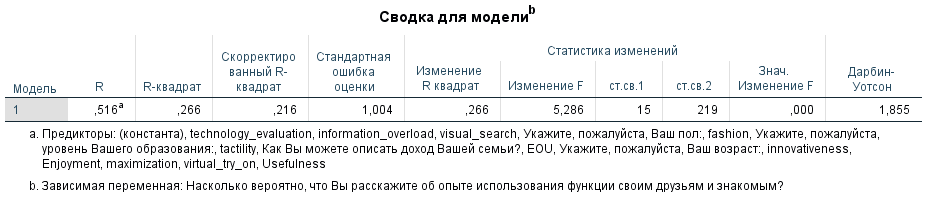 Сводка для модели b
Статистика изменений
Модель R R-квадрат Скорректиро ванный R-квадрат Стандартная ошибка оценки Изменение R квадрат Изменение F ст.св.1 ст.св.2 Знач. Изменение F Дарбин-Уотсон
1 ,516a ,266 ,216 1,004 ,266 5,286 15 219 ,000 1,855
a. Предикторы: (константа), technology_evaluation, information_overload, visual_search, Укажите, пожалуйста, Ваш пол:, fashion, Укажите, пожалуйста,
уровень Вашего образования:, tactility, Как Вы можете описать доход Вашей семьи?, EOU, Укажите, пожалуйста, Ваш возраст:, innovativeness,
Enjoyment, maximization, virtual_try_on, Usefulness
b. Зависимая переменная: Насколько вероятно, что Вы расскажите об опыте использования функции своим друзьям и знакомым?